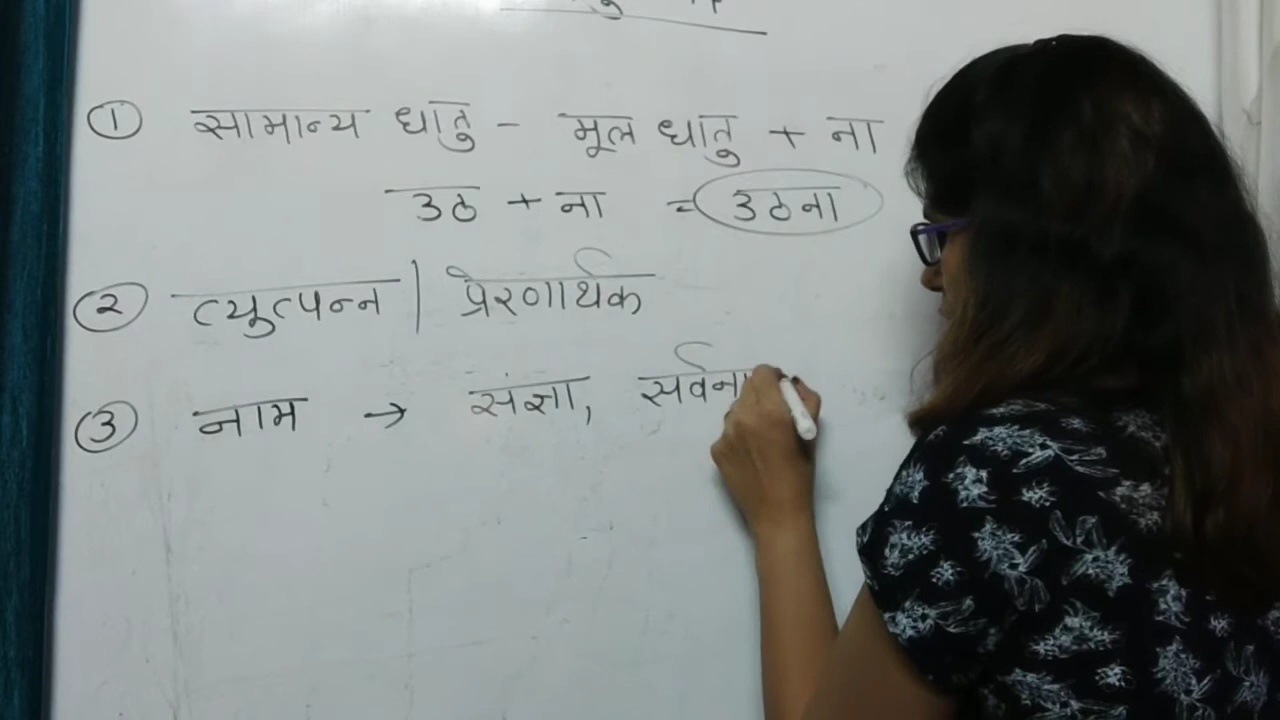 ① सामान्य धातु - मूल धातु + ना
उठ + ना = उठना
② व्युत्पन्न | प्रेरणार्थक
③ नाम → संज्ञा, सर्वना